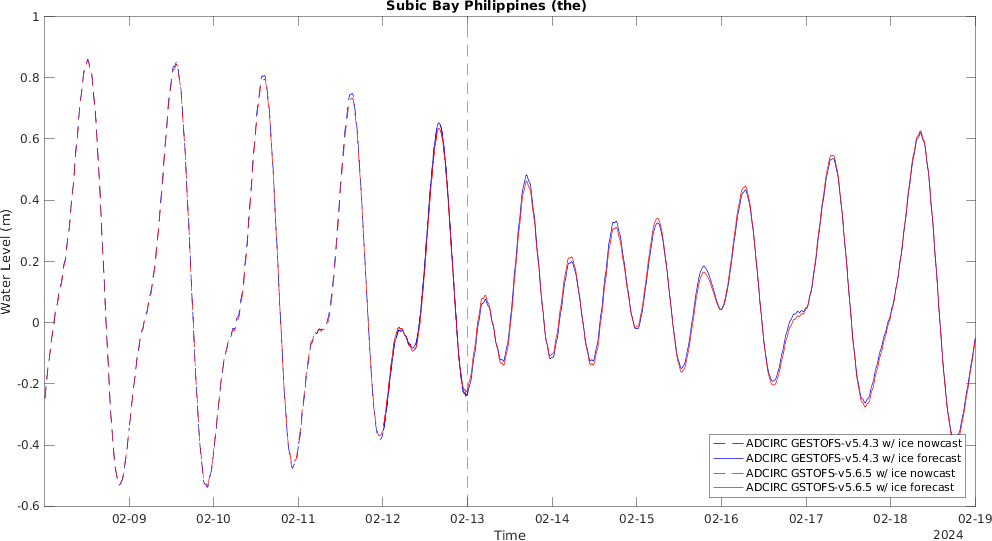 Subic Bay Philippines (the)
1
0.8
0.6
0.4
0.2
0
-0.2
-0.4
-0.6
Water Level (m)
ADCIRC GESTOFS-v5.4.3 w/ ice nowcast
ADCIRC GESTOFS-v5.4.3 w/ ice forecast
ADCIRC GSTOFS-v5.6.5 w/ ice nowcast
ADCIRC GSTOFS-v5.6.5 w/ ice forecast
02-09 02-10 02-11 02-12 02-13 02-14 02-15 02-16 02-17 02-18 02-19
Time
2024